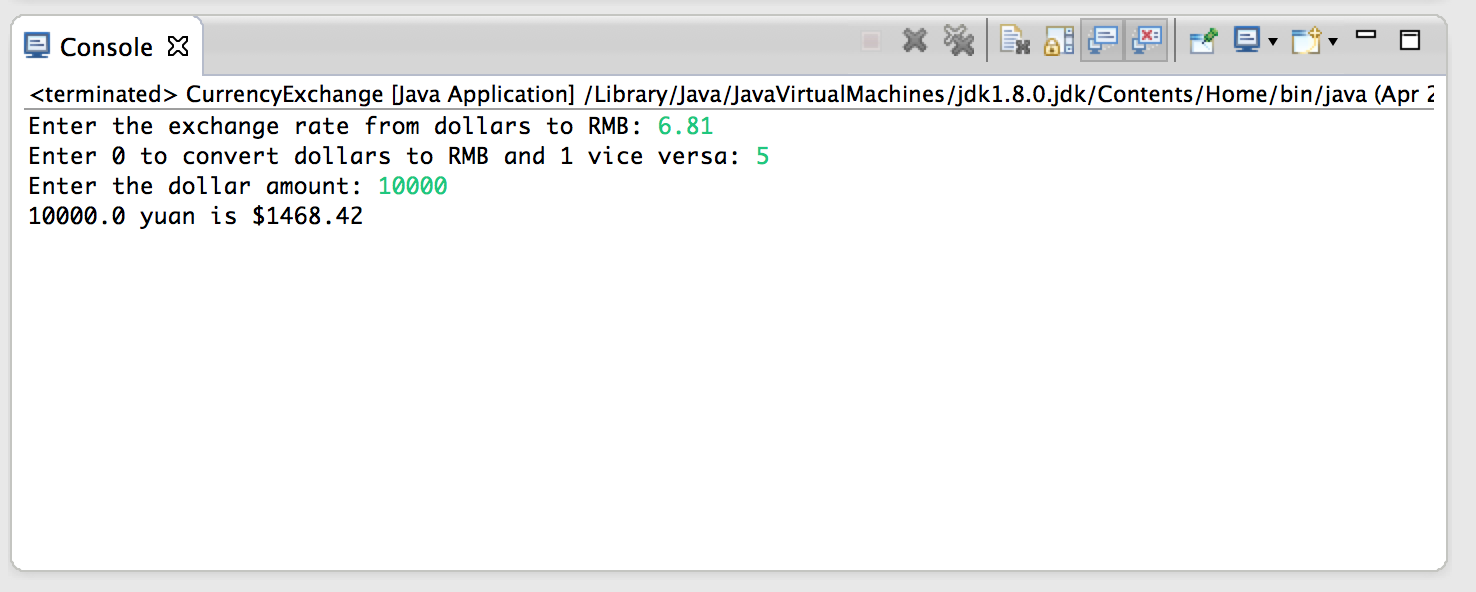 Console
<terminated> CurrencyExchange [Java Application] /Library/Java/JavaVirtualMachines/jdk1.8.0.jdk/Contents/Home/bin/java (Apr 2
Enter the exchange rate from dollars to RMB: 6.81
Enter 0 to convert dollars to RMB and 1 vice versa: 5
Enter the dollar amount: 10000
10000.0 yuan is $1468.42